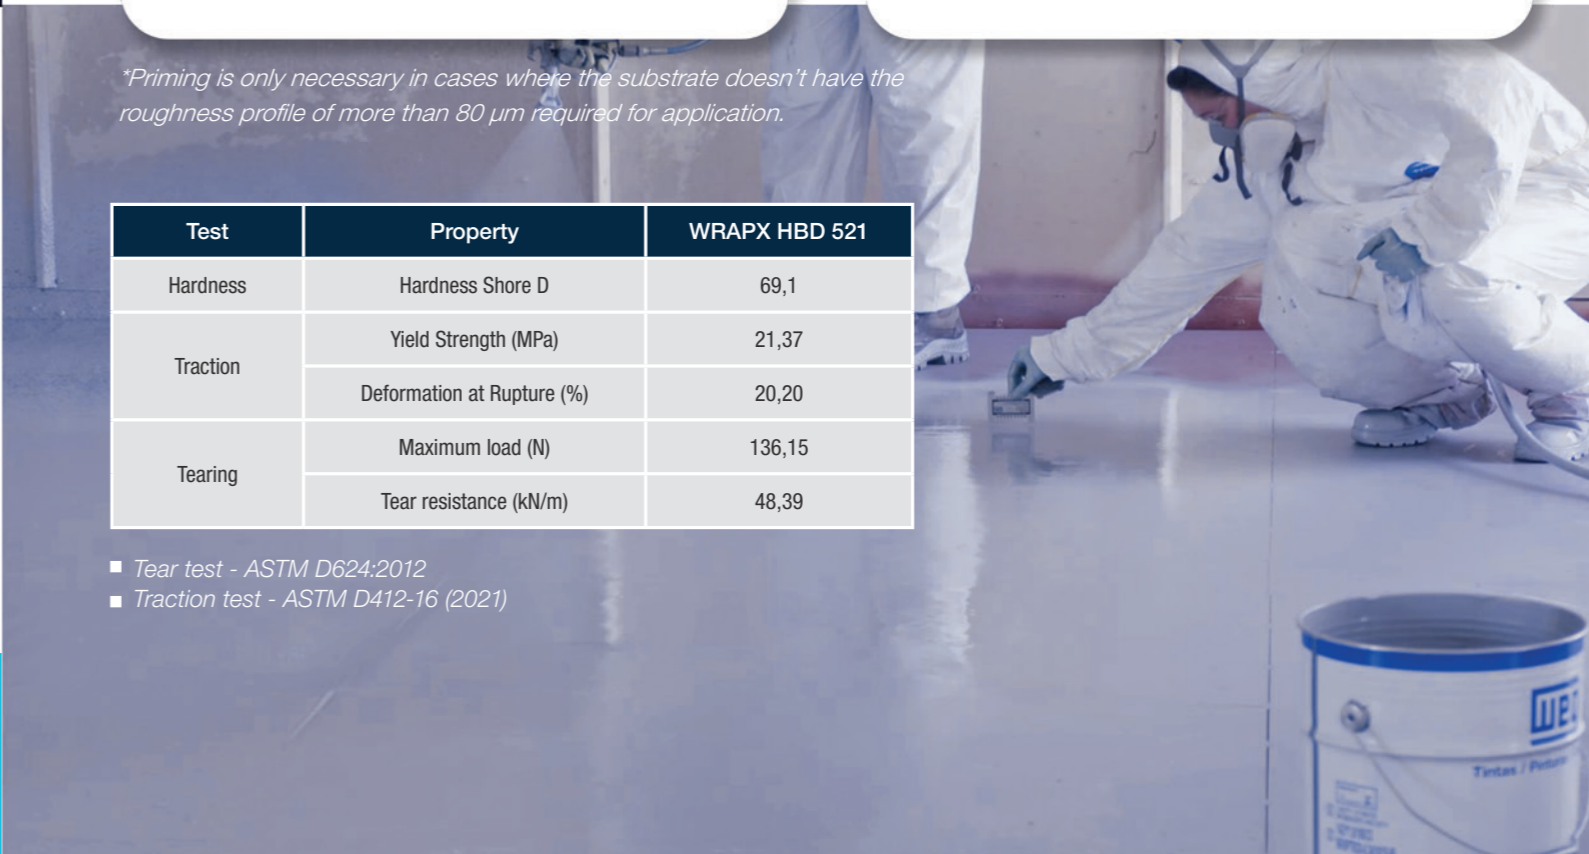 *Priming is only necessary in cases where the substrate doesn't have the
roughness profile of more than 80 µm required for application.
Test Property WRAPX HBD 521
Hardness Hardness Shore D 69,1
Traction Yield Strength (MPa) 21,37
Deformation at Rupture (%) 20,20
Tearing Maximum load (N) 136,15
Tear resistance (kN/m) 48,39
Tear test - ASTM D624:2012
Traction test - ASTM D412-16 (2021)
Tintas /